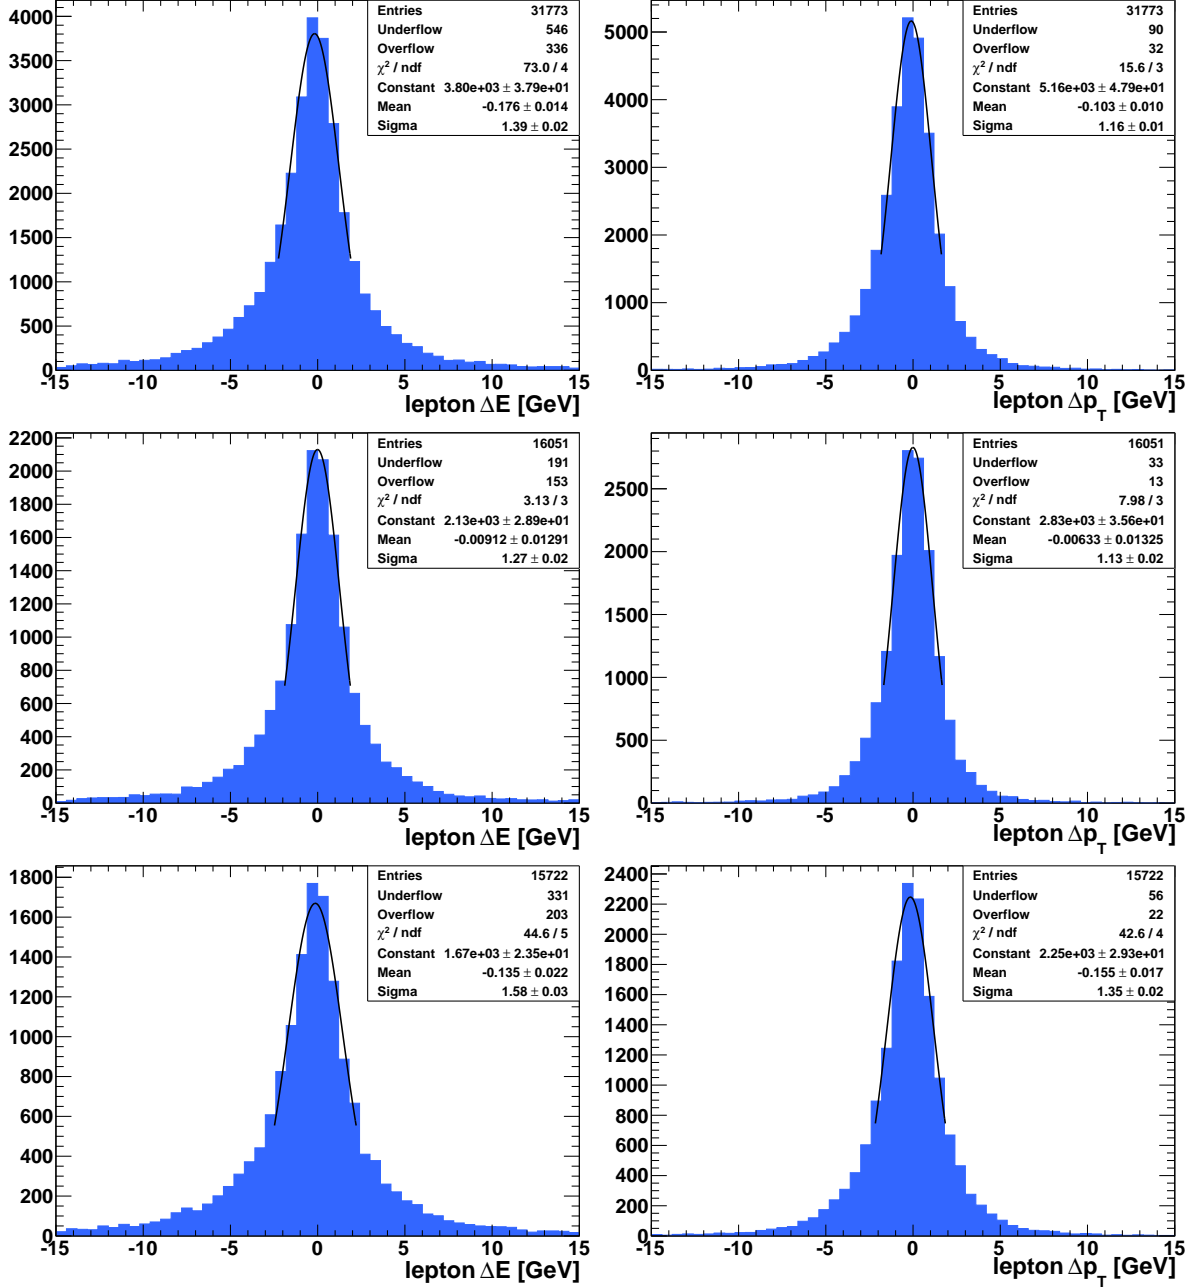 Entries 31773
Underflow 546
Overflow 336
χ² / ndf 73.0 / 4
Constant 3.80e+03 ± 3.79e+01
Mean -0.176 ± 0.014
Sigma 1.39 ± 0.02
4000
3500
3000
2500
2000
1500
1000
500
0
-15 -10 -5 0 5 10 15
lepton ΔE [GeV]
Entries 31773
Underflow 90
Overflow 32
χ² / ndf 15.6 / 3
Constant 5.16e+03 ± 4.79e+01
Mean -0.103 ± 0.010
Sigma 1.16 ± 0.01
5000
4000
3000
2000
1000
0
-15 -10 -5 0 5 10 15
lepton Δp_T [GeV]
Entries 16051
Underflow 191
Overflow 153
χ² / ndf 3.13 / 3
Constant 2.13e+03 ± 2.89e+01
Mean -0.00912 ± 0.01291
Sigma 1.27 ± 0.02
2200
2000
1800
1600
1400
1200
1000
800
600
400
200
0
-15 -10 -5 0 5 10 15
lepton ΔE [GeV]
Entries 16051
Underflow 33
Overflow 13
χ² / ndf 7.98 / 3
Constant 2.83e+03 ± 3.56e+01
Mean -0.00633 ± 0.01325
Sigma 1.13 ± 0.02
2500
2000
1500
1000
500
0
-15 -10 -5 0 5 10 15
lepton Δp_T [GeV]
Entries 15722
Underflow 331
Overflow 203
χ² / ndf 44.6 / 5
Constant 1.67e+03 ± 2.35e+01
Mean -0.135 ± 0.022
Sigma 1.58 ± 0.03
1800
1600
1400
1200
1000
800
600
400
200
0
-15 -10 -5 0 5 10 15
lepton ΔE [GeV]
Entries 15722
Underflow 56
Overflow 22
χ² / ndf 42.6 / 4
Constant 2.25e+03 ± 2.93e+01
Mean -0.155 ± 0.017
Sigma 1.35 ± 0.02
2400
2200
2000
1800
1600
1400
1200
1000
800
600
400
200
0
-15 -10 -5 0 5 10 15
lepton Δp_T [GeV]